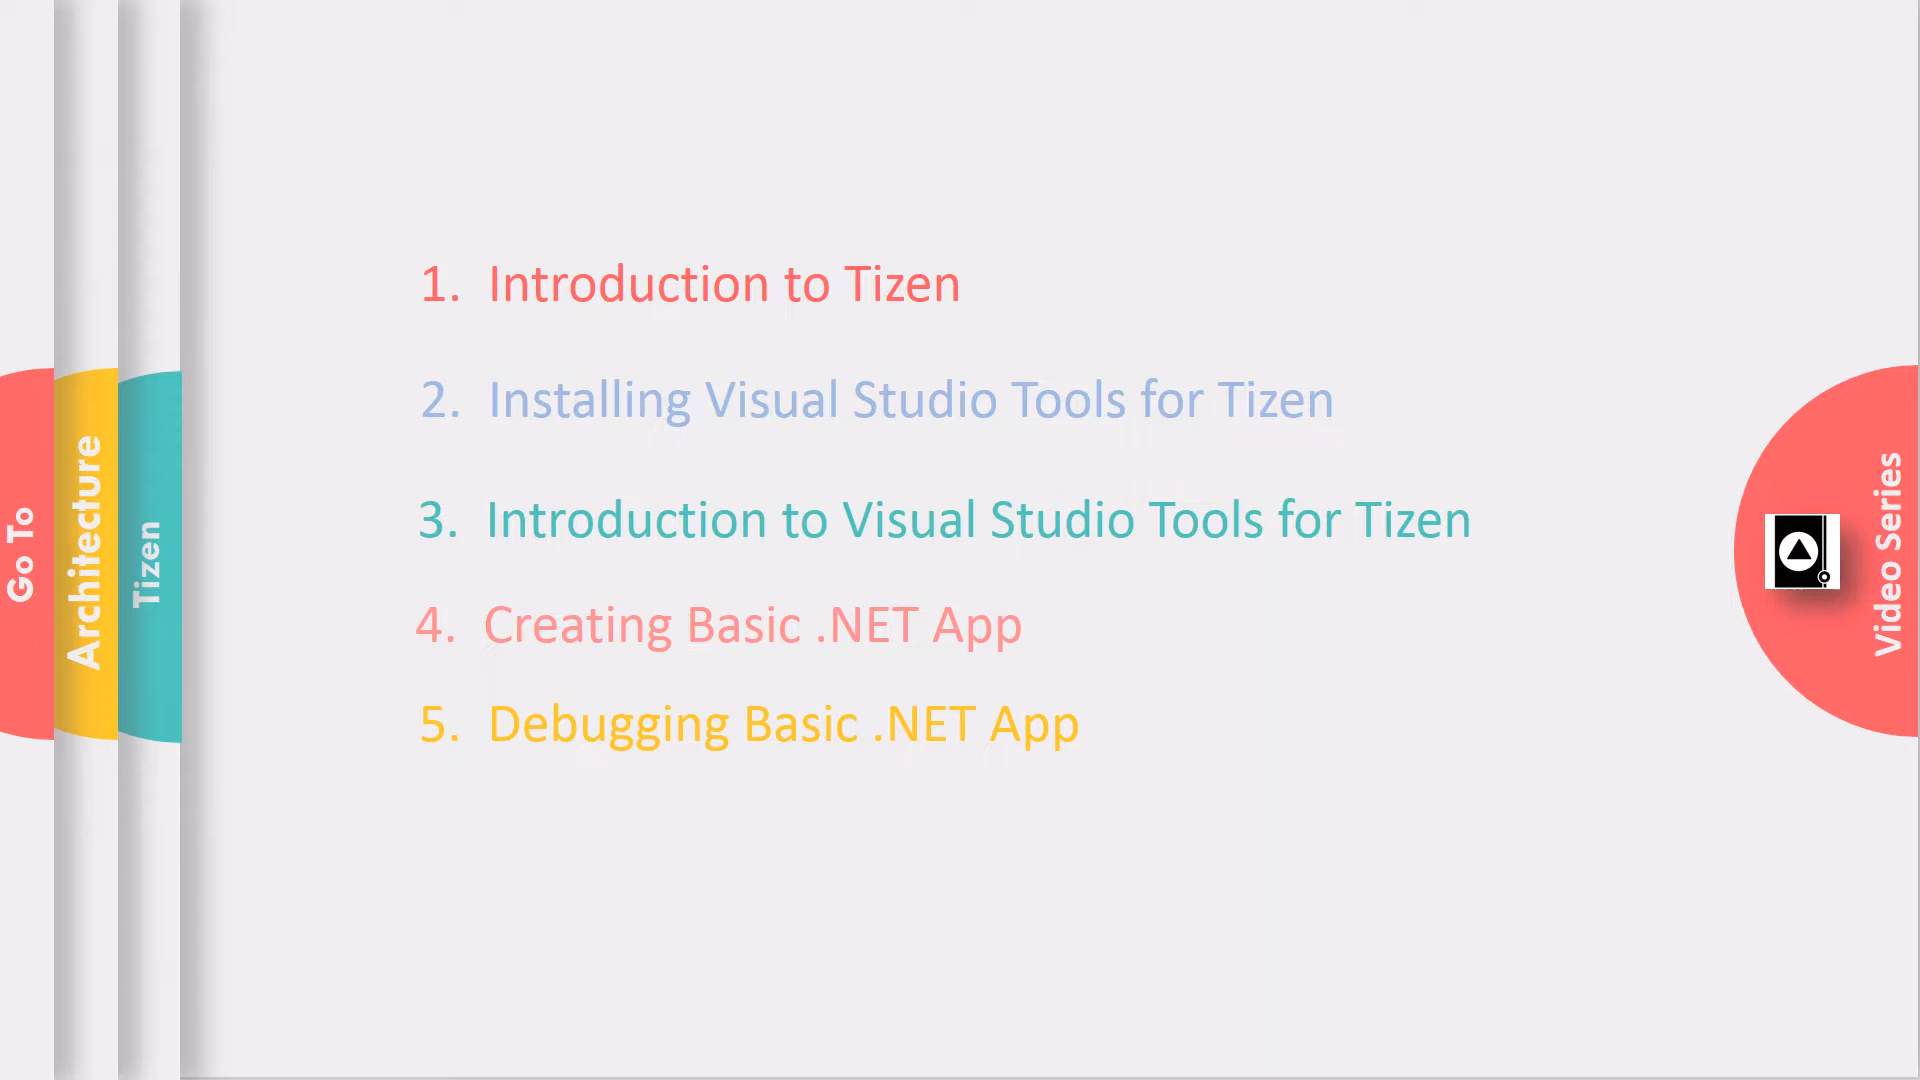 Go To
Architecture
Tizen
1. Introduction to Tizen
2. Installing Visual Studio Tools for Tizen
3. Introduction to Visual Studio Tools for Tizen
4. Creating Basic .NET App
5. Debugging Basic .NET App
Video Series